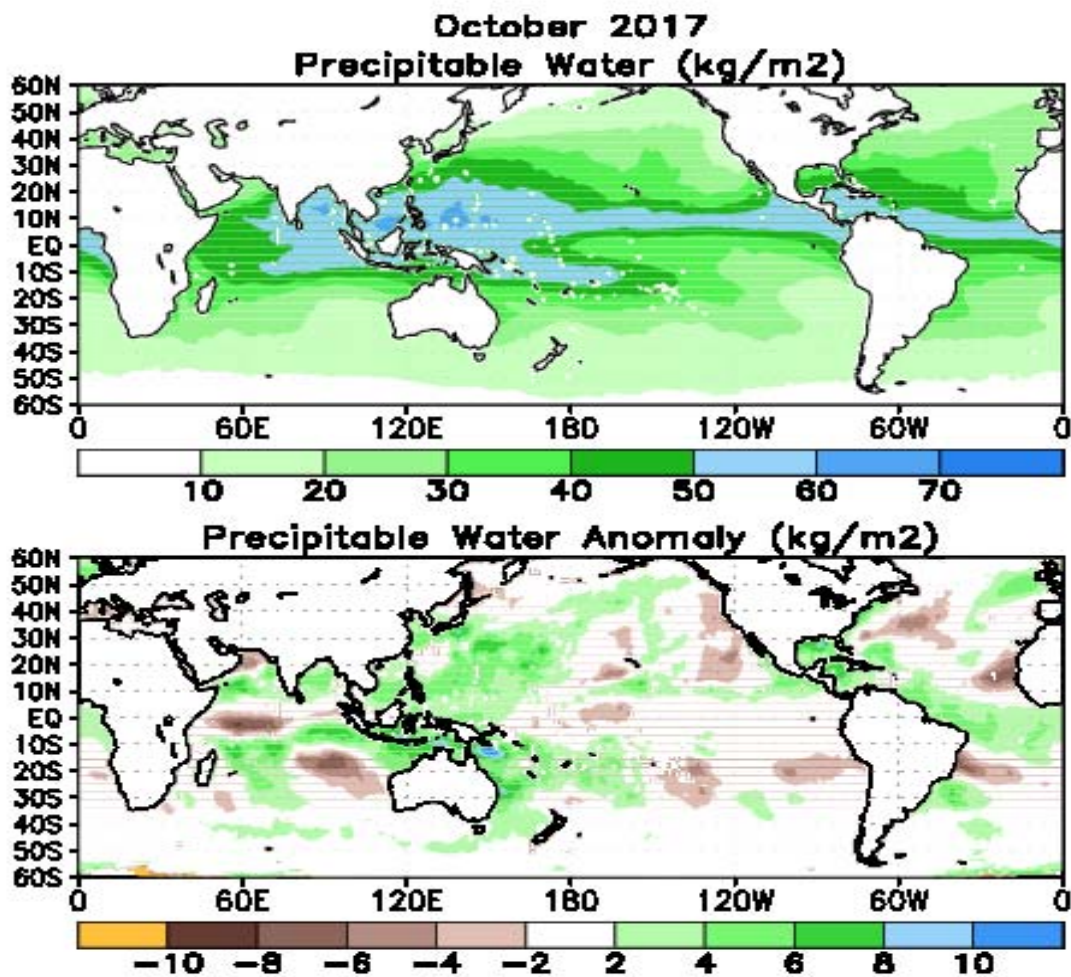 October 2017
Precipitable Water (kg/m2)
60N
50N
40N
30N
20N
10N
EQ
10S
20S
30S
40S
50S
60S
0 60E 120E 180 120W 60W 0
10 20 30 40 50 60 70
Precipitable Water Anomaly (kg/m2)
60N
50N
40N
30N
20N
10N
EQ
10S
20S
30S
40S
50S
60S
0 60E 120E 180 120W 60W 0
-10 -8 -6 -4 -2 2 4 6 8 10